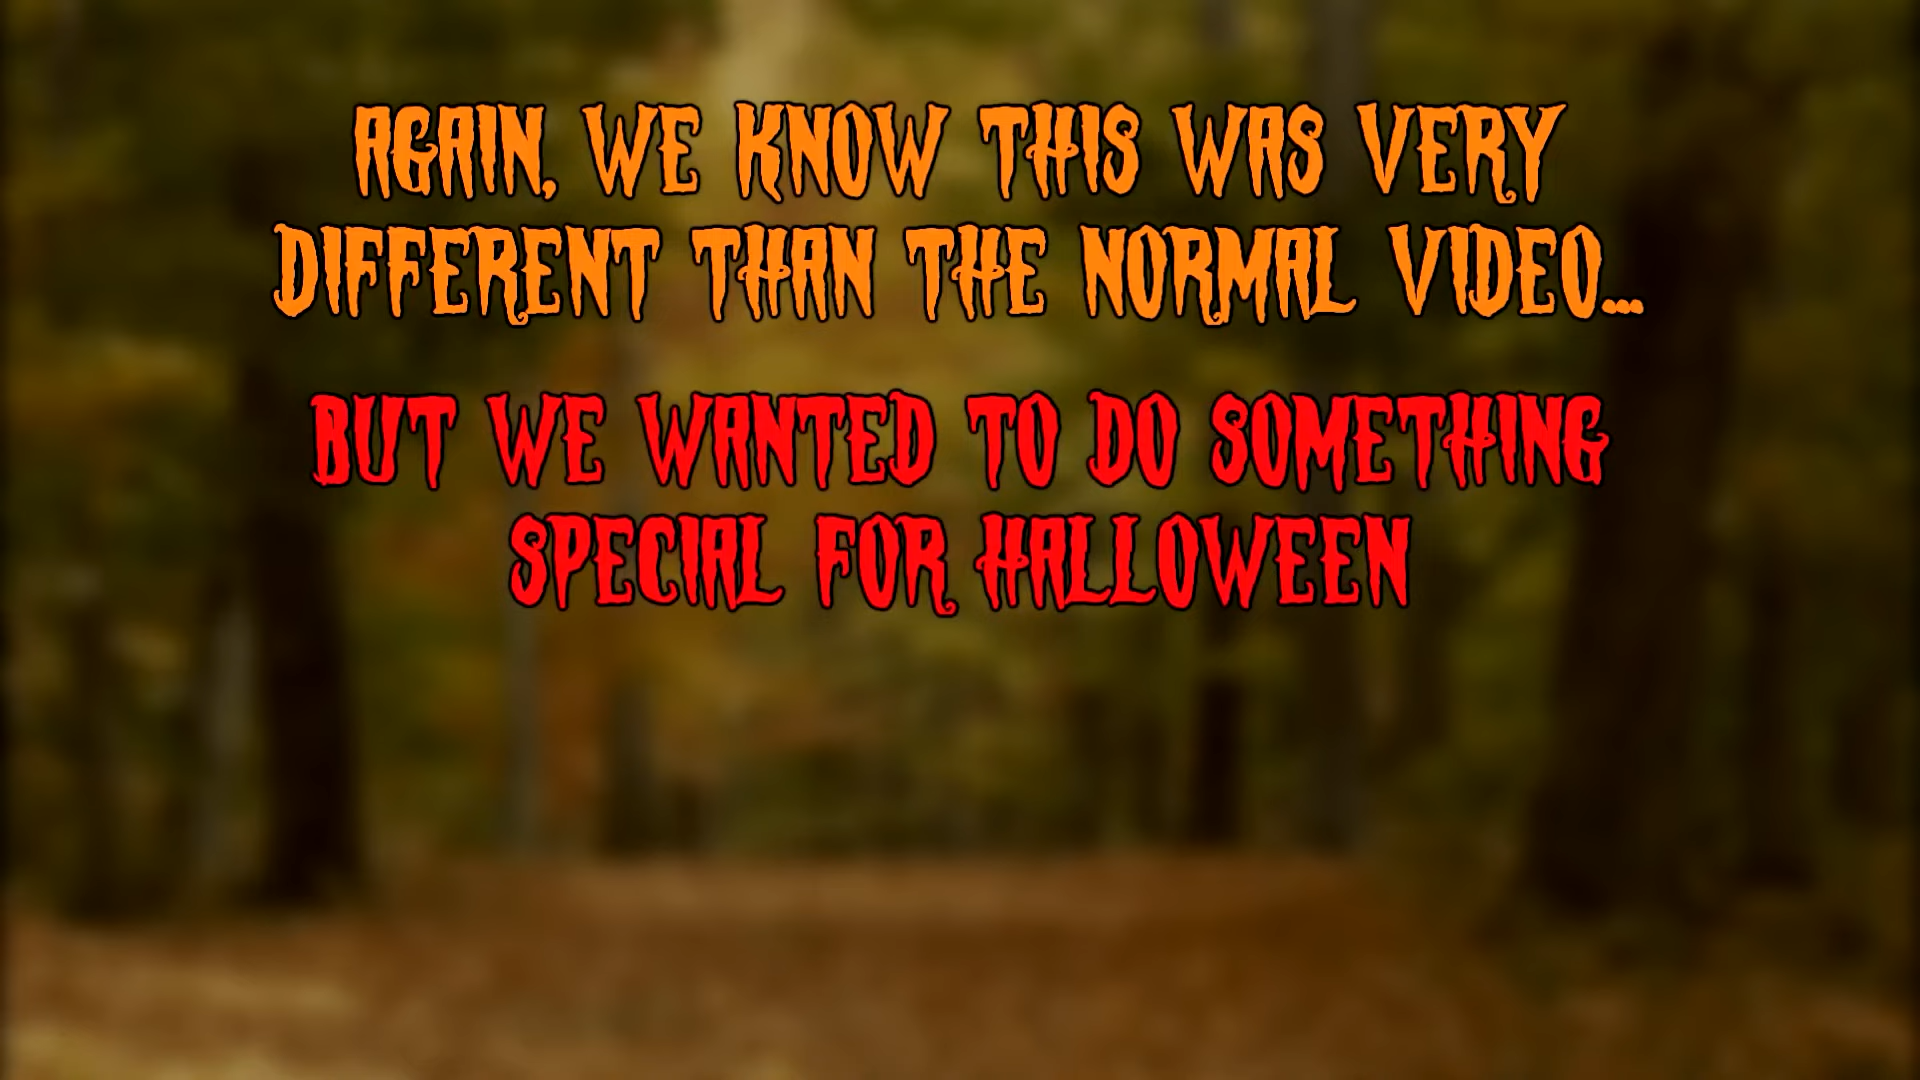 AGAIN, WE KNOW THIS WAS VERY
DIFFERENT THAN THE NORMAL VIDEO...
BUT WE WANTED TO DO SOMETHING
SPECIAL FOR HALLOWEEN